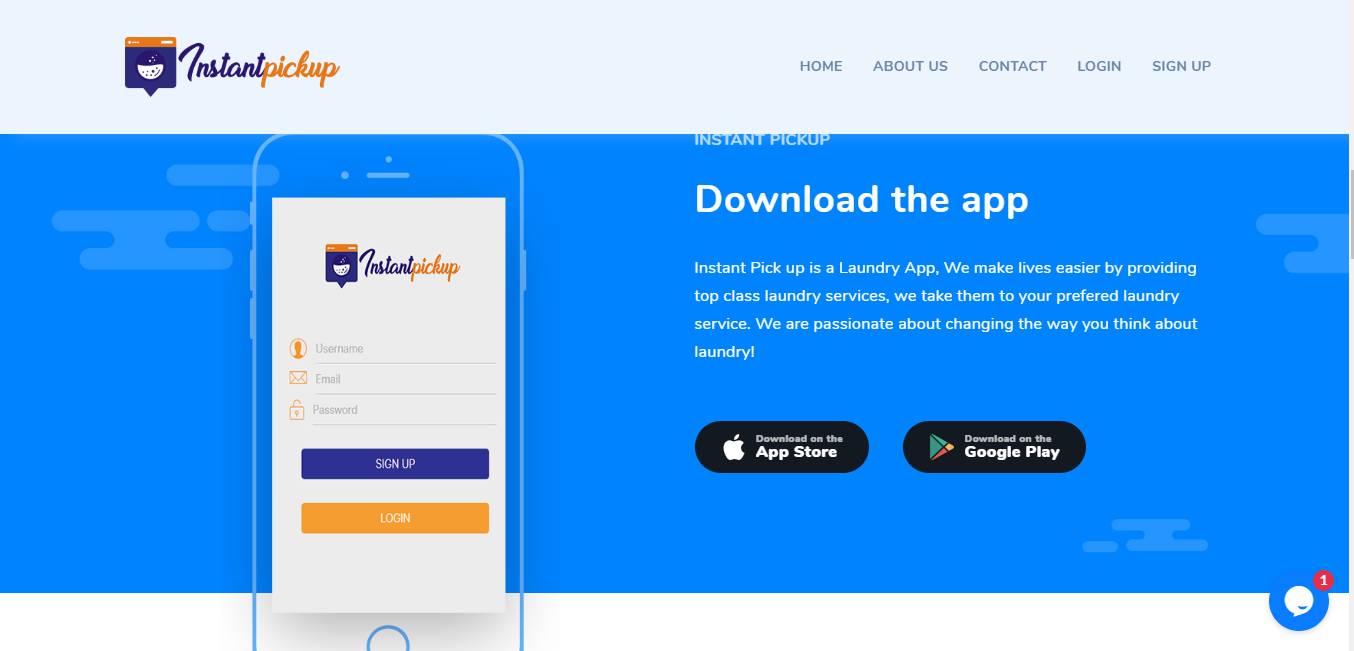 Instantpickup
HOME ABOUT US CONTACT LOGIN SIGN UP
INSTANT PICKUP
Download the app
Instant Pick up is a Laundry App, We make lives easier by providing
top class laundry services, we take them to your prefered laundry
service. We are passionate about changing the way you think about
laundry!
Download on the
App Store
Download on the
Google Play
Instantpickup
Username
Email
Password
SIGN UP
LOGIN
1